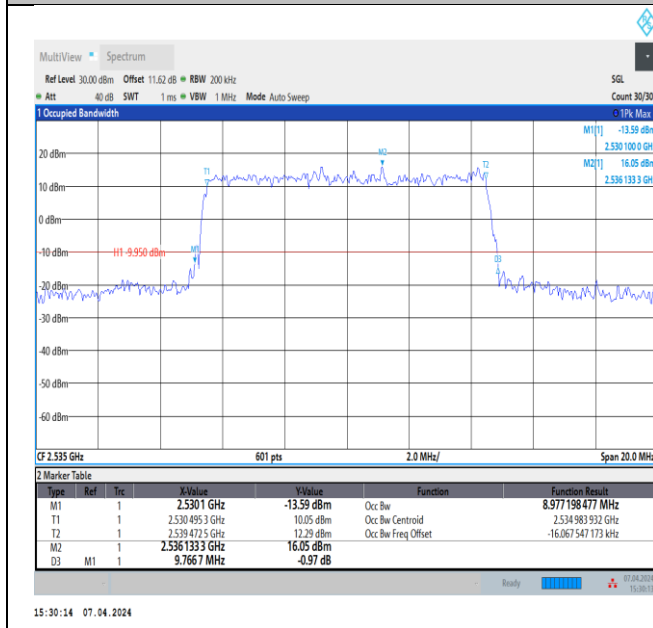 MultiView Spectrum
Ref Level 30.00 dBm Offset 11.62 dB RBW 200 kHz SGL
Att 40 dB SWT 1 ms VBW 1 MHz Mode Auto Sweep Count 30/30
1 Occupied Bandwidth 1Pk Max
M1[1] -13.59 dBm
2.530 100 0 GH
M2[1] 16.05 dBm
2.536 133 3 GH
20 dBm
10 dBm
0 dBm
-10 dBm
-20 dBm
-30 dBm
-40 dBm
-50 dBm
-60 dBm
H1 -9.950 dBm
M1
T1
M2
T2
D3
CF 2.535 GHz 601 pts 2.0 MHz/ Span 20.0 MHz
2 Marker Table
Type Ref Trc X-Value Y-Value Function Function Result
M1 1 2.5301 GHz -13.59 dBm Occ Bw 8.977 198 477 MHz
T1 1 2.530 495 3 GHz 10.05 dBm Occ Bw Centroid 2.534 983 932 GHz
T2 1 2.539 472 5 GHz 12.29 dBm Occ Bw Freq Offset -16.067 547 173 kHz
M2 1 2.536 133 3 GHz 16.05 dBm
D3 M1 1 9.766 7 MHz -0.97 dB
Ready 07.04.2024
15:30:13
15:30:14 07.04.2024